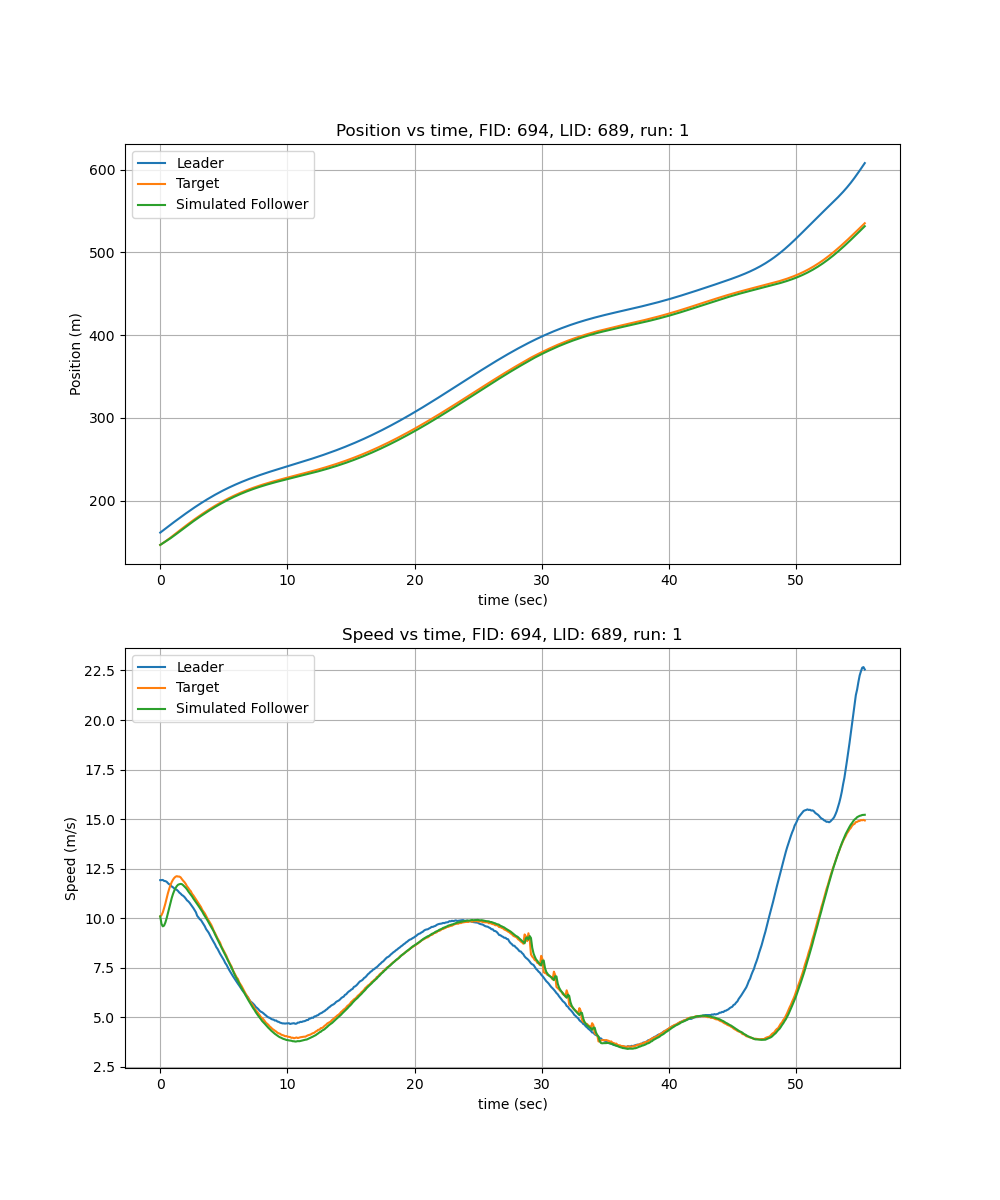 Position vs time, FID: 694, LID: 689, run: 1
Leader
Target
Simulated Follower
600
500
400
300
200
Position (m)
0 10 20 30 40 50
time (sec)
Speed vs time, FID: 694, LID: 689, run: 1
Leader
Target
Simulated Follower
22.5
20.0
17.5
15.0
12.5
10.0
7.5
5.0
2.5
Speed (m/s)
0 10 20 30 40 50
time (sec)